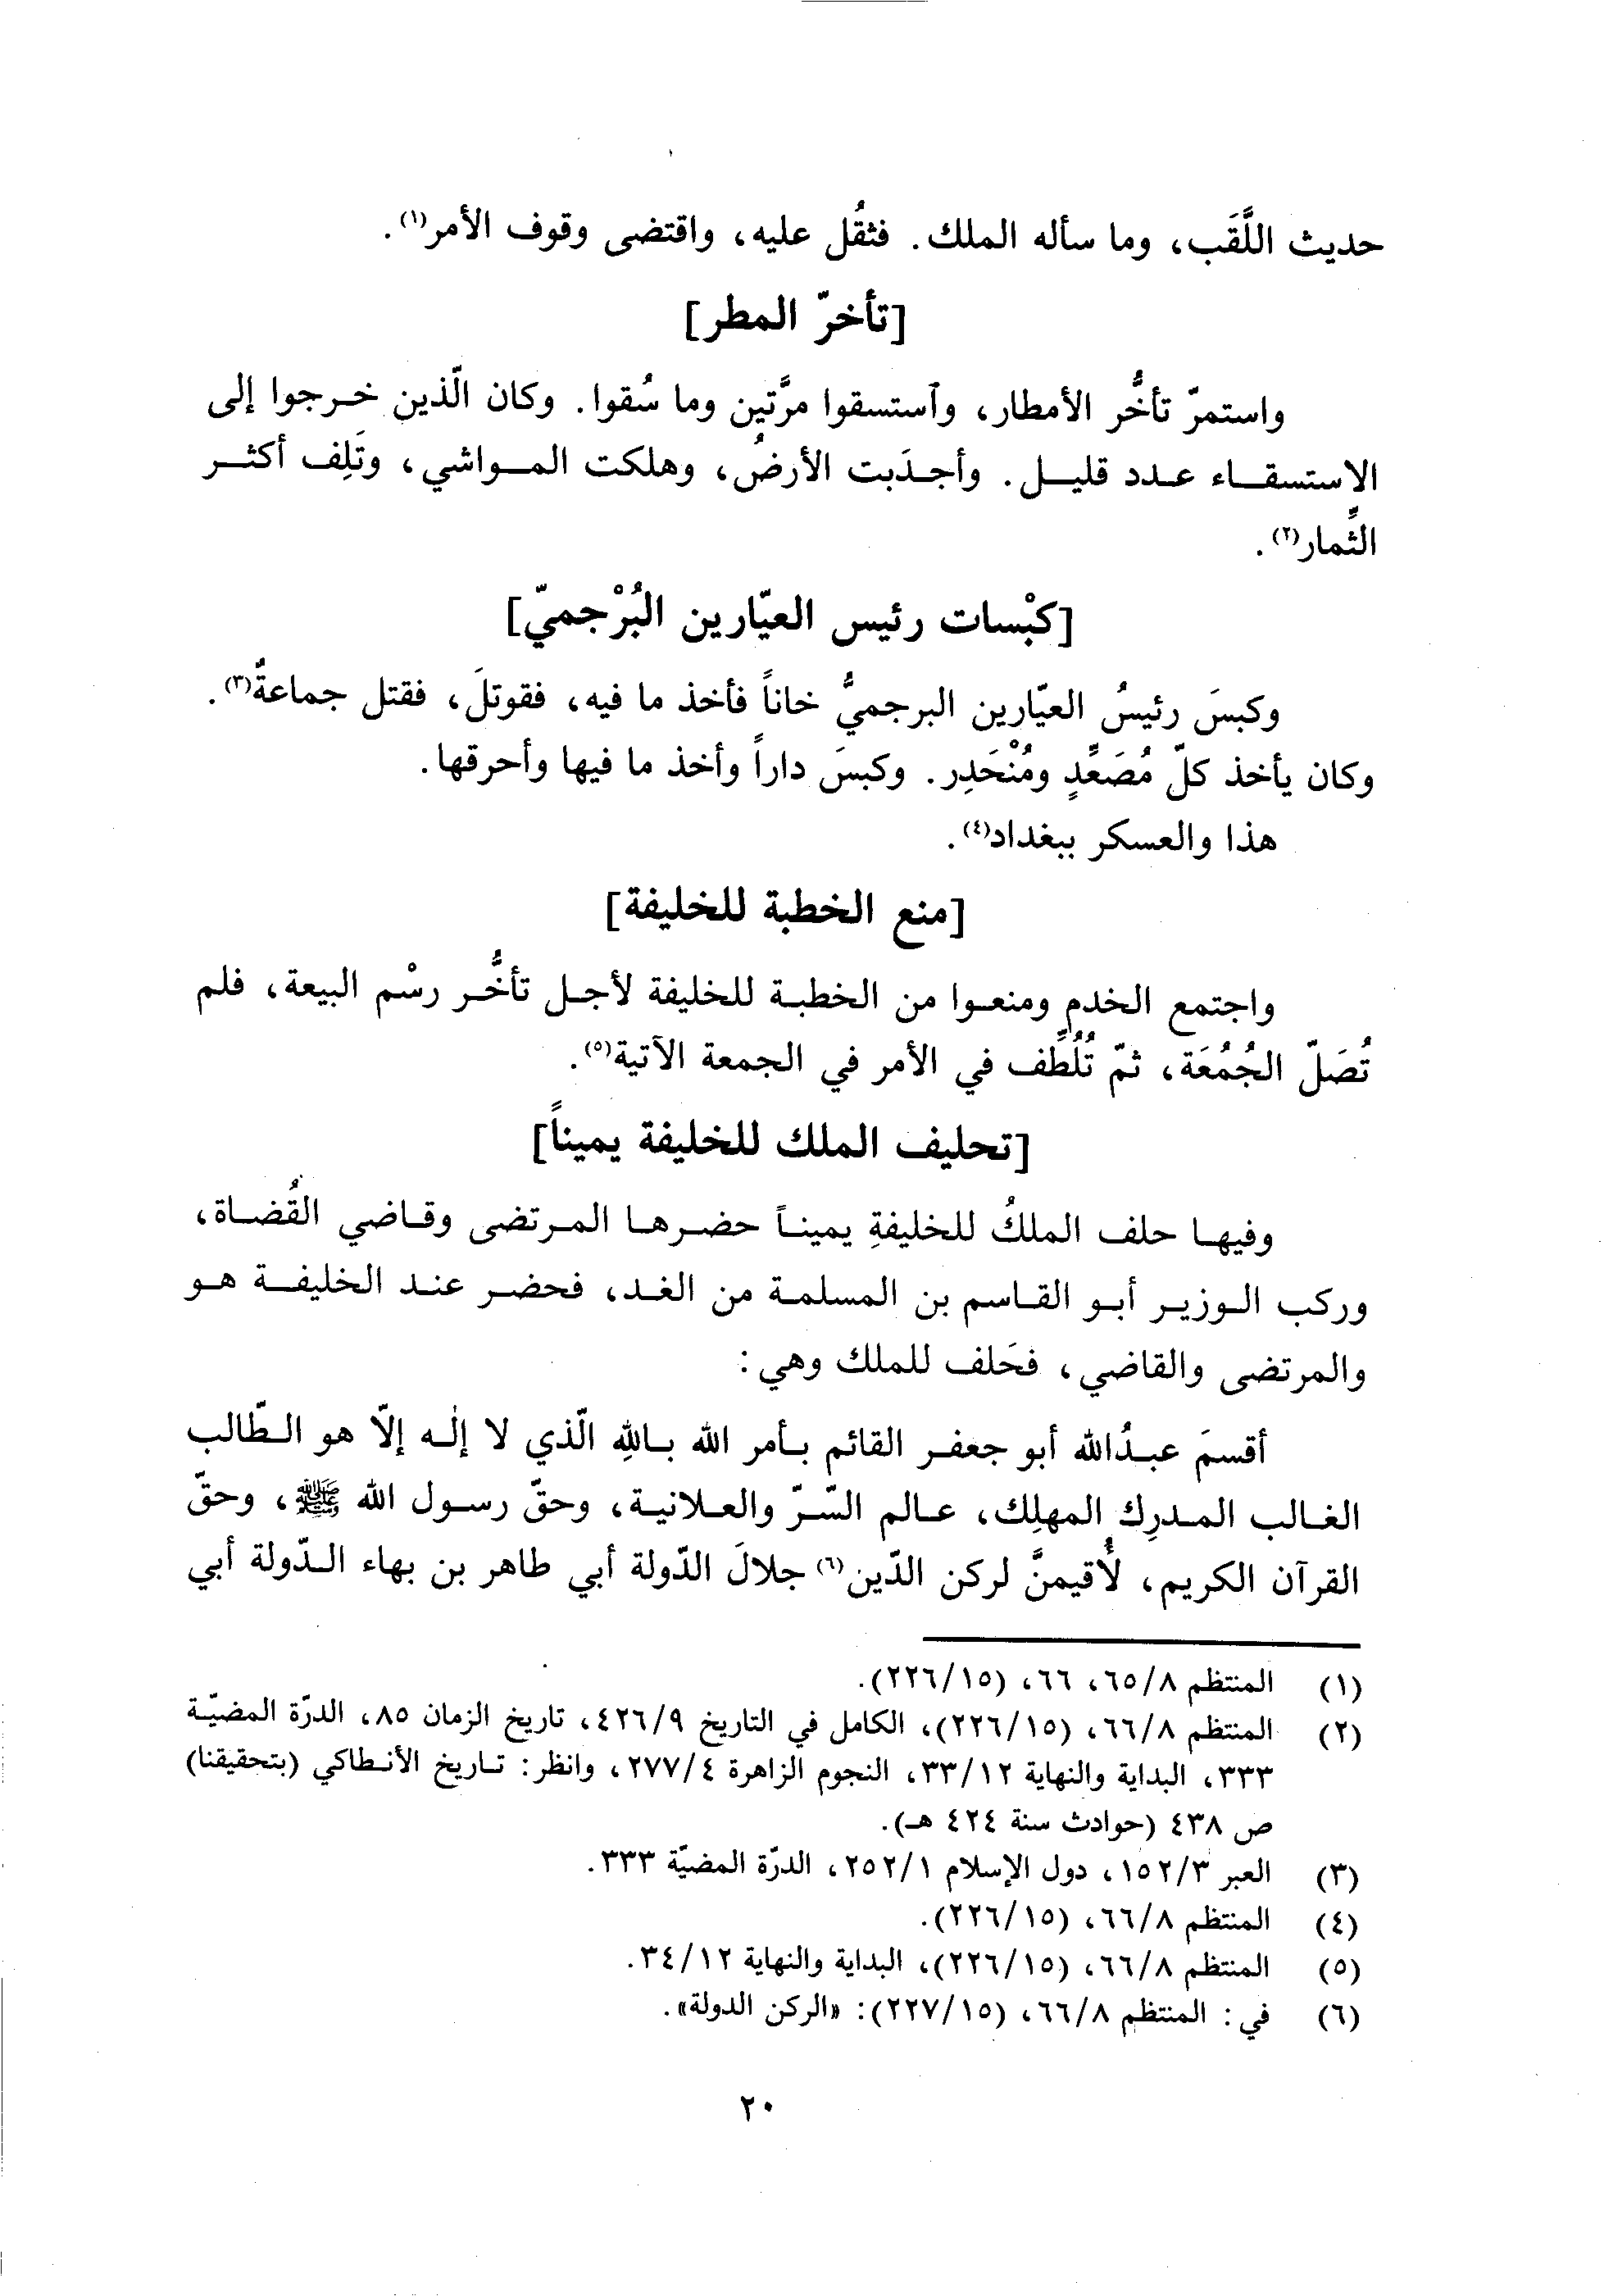 حديث اللَّقَب، وما سأله الملك. فثقُل عليه، واقتضى وقوف الأمر(١).
[تأخرّ المطر]
واستمرّ تأخُّر الأمطار، وٱستسقوا مرَّتين وما سُقوا. وكان الّذين خرجوا إلى
الاستسقاء عدد قليل. وأجدَبت الأرضُ، وهلكت المواشي، وتَلِف أكثر
الثِّمار(٢).
[كبْسات رئيس العيّارين البُرْجميّ]
وكبسَ رئيسُ العيّارين البرجميُّ خاناً فأخذ ما فيه، فقوتلَ، فقتل جماعةٌ(٣).
وكان يأخذ كلّ مُصَعِّدٍ ومُنْحَدِر. وكبسَ داراً وأخذ ما فيها وأحرقها.
هذا والعسكر ببغداد(٤).
[منع الخطبة للخليفة]
واجتمع الخدم ومنعوا من الخطبة للخليفة لأجل تأخُّر رسْم البيعة، فلم
تُصَلّ الجُمُعَة، ثمّ تُلُطِّف في الأمر في الجمعة الآتية(٥).
[تحليف الملك للخليفة يميناً]
وفيها حلف الملكُ للخليفةِ يميناً حضرها المرتضى وقاضي القُضاة،
وركب الوزير أبو القاسم بن المسلمة من الغد، فحضر عند الخليفة هو
والمرتضى والقاضي، فحَلف للملك وهي:
أقسمَ عبدُالله أبو جعفر القائم بأمر الله باللهِ الّذي لا إلٰه إلاّ هو الطّالب
الغالب المدرِك المهلِك، عالم السّرّ والعلانية، وحقّ رسول الله ﷺ، وحقّ
القرآن الكريم، لأُقيمنَّ لركن الدّين(٦) جلالَ الدّولة أبي طاهر بن بهاء الدّولة أبي
(١) المنتظم ٦٥/٨، ٦٦، (٢٢٦/١٥).
(٢) المنتظم ٦٦/٨، (٢٢٦/١٥)، الكامل في التاريخ ٤٢٦/٩، تاريخ الزمان ٨٥، الدرّة المضيّة
٣٣٣، البداية والنهاية ٣٣/١٢، النجوم الزاهرة ٢٧٧/٤، وانظر: تاريخ الأنطاكي (بتحقيقنا)
ص ٤٣٨ (حوادث سنة ٤٢٤ هـ).
(٣) العبر ١٥٢/٣، دول الإسلام ٢٥٢/١، الدرّة المضيّة ٣٣٣.
(٤) المنتظم ٦٦/٨، (٢٢٦/١٥).
(٥) المنتظم ٦٦/٨، (٢٢٦/١٥)، البداية والنهاية ٣٤/١٢.
(٦) في: المنتظم ٦٦/٨، (٢٢٧/١٥): «الركن الدولة».
٢٠